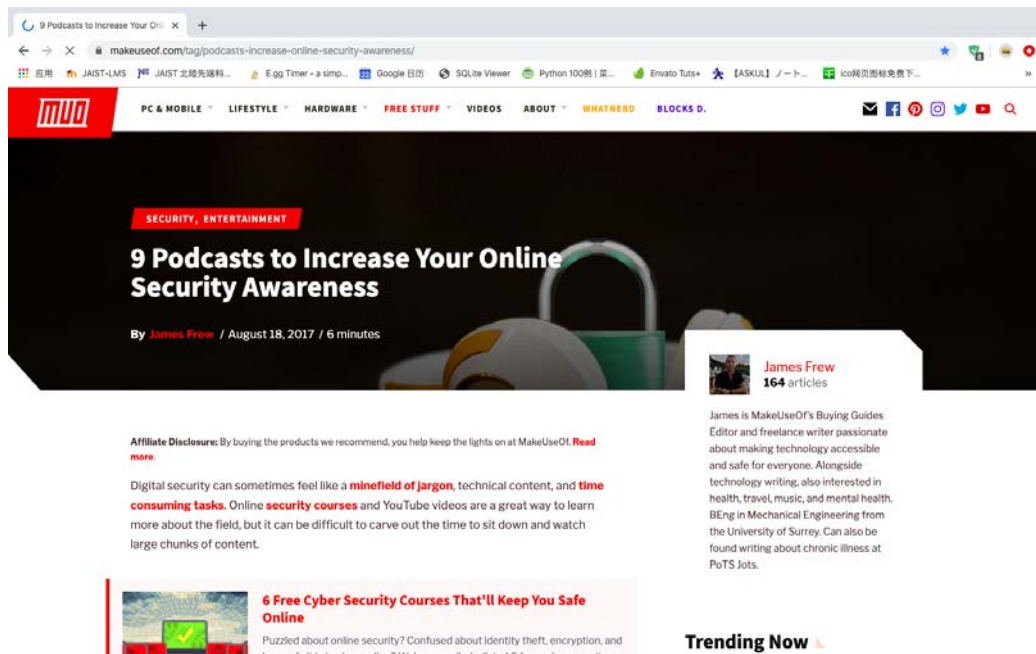 9 Podcasts to Increase Your Onl
makeuseof.com/tag/podcasts-increase-online-security-awareness/
应用 JAIST-LMS JAIST 北陸先端科... E.gg Timer - a simp... Google 日历 SQLite Viewer Python 100例 | 菜... Envato Tuts+ 【ASKUL】ノート... ico网页图标免费下... »
MUO PC & MOBILE LIFESTYLE HARDWARE FREE STUFF VIDEOS ABOUT WHATNERD BLOCKS D.
SECURITY, ENTERTAINMENT
9 Podcasts to Increase Your Online
Security Awareness
By James Frew / August 18, 2017 / 6 minutes
James Frew
164 articles
James is MakeUseOf's Buying Guides
Editor and freelance writer passionate
about making technology accessible
and safe for everyone. Alongside
technology writing, also interested in
health, travel, music, and mental health.
BEng in Mechanical Engineering from
the University of Surrey. Can also be
found writing about chronic illness at
PoTS Jots.
Affiliate Disclosure: By buying the products we recommend, you help keep the lights on at MakeUseOf. Read
more.
Digital security can sometimes feel like a minefield of jargon, technical content, and time
consuming tasks. Online security courses and YouTube videos are a great way to learn
more about the field, but it can be difficult to carve out the time to sit down and watch
large chunks of content.
6 Free Cyber Security Courses That'll Keep You Safe
Online
Puzzled about online security? Confused about identity theft, encryption, and
Trending Now